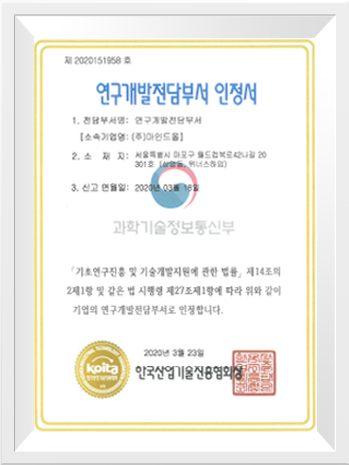 제 2020151958 호
연구개발전담부서 인정서
1. 전담부서명: 연구개발전담부서
【소속기업명: (주)마인드올】
2. 소 재 지: 서울특별시 마포구 월드컵북로42나길 20
301호 (상암동, 위너스하임)
3. 신고 연월일: 2020년 03월 18일
과학기술정보통신부
「기초연구진흥 및 기술개발지원에 관한 법률」 제14조의
2제1항 및 같은 법 시행령 제27조제1항에 따라 위와 같이
기업의 연구개발전담부서로 인정합니다.
2020년 3월 23일
koita
한국산업기술진흥협회장